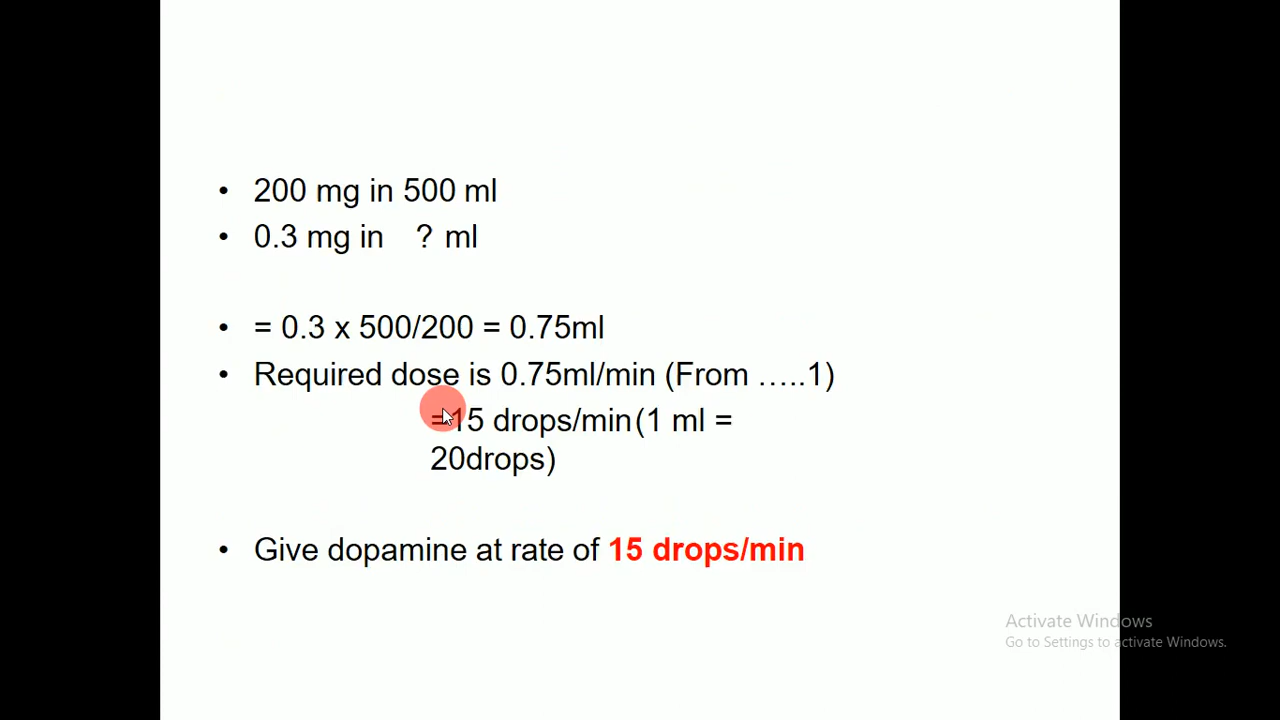 • 200 mg in 500 ml
• 0.3 mg in ? ml
• = 0.3 x 500/200 = 0.75ml
• Required dose is 0.75ml/min (From …..1)
=15 drops/min(1 ml =
20drops)
• Give dopamine at rate of 15 drops/min
Activate Windows
Go to Settings to activate Windows.